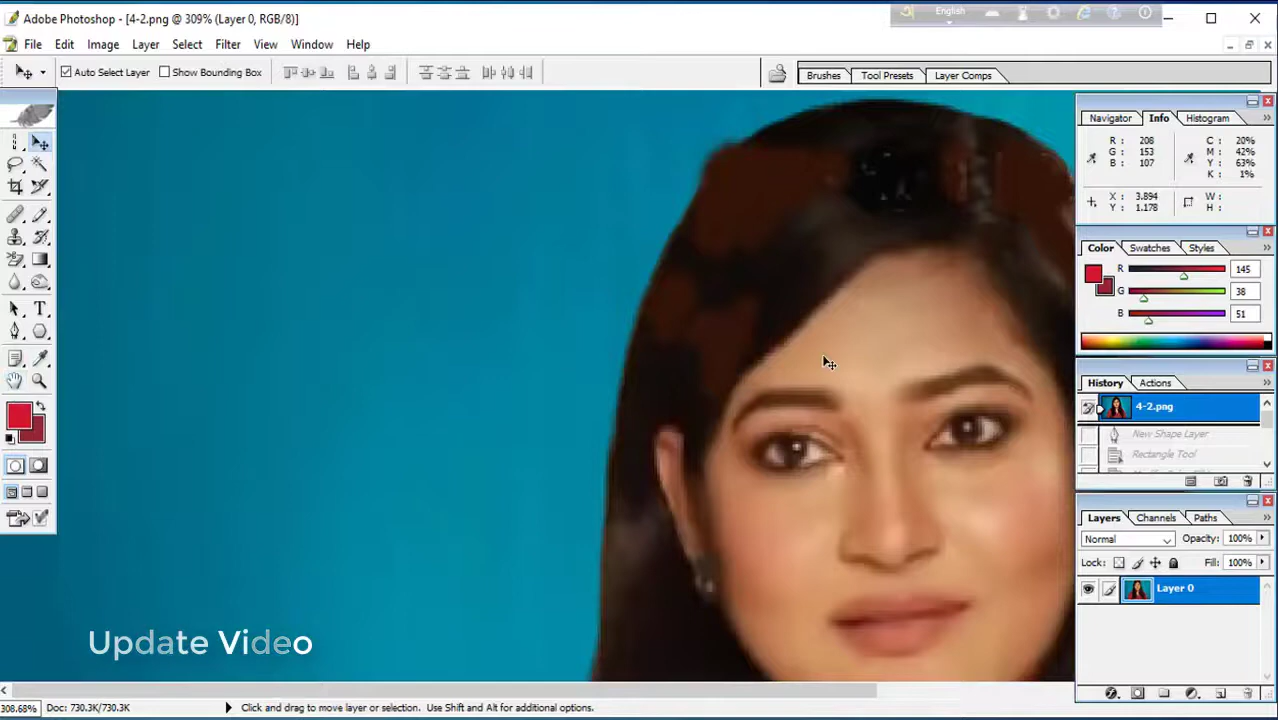 Adobe Photoshop - [4-2.png @ 309% (Layer 0, RGB/8)]
English
File Edit Image Layer Select Filter View Window Help
Auto Select Layer Show Bounding Box
Brushes Tool Presets Layer Comps
Navigator Info Histogram
R : 208 C : 20%
G : 153 M : 42%
B : 107 Y : 63%
K : 1%
X : 3.894 W :
Y : 1.178 H :
Color Swatches Styles
R 145
G 38
B 51
History Actions
4-2.png
New Shape Layer
Rectangle Tool
Layers Channels Paths
Normal Opacity: 100%
Lock: Fill: 100%
Layer 0
Update Video
308.68% Doc: 730.3K/730.3K Click and drag to move layer or selection. Use Shift and Alt for additional options.